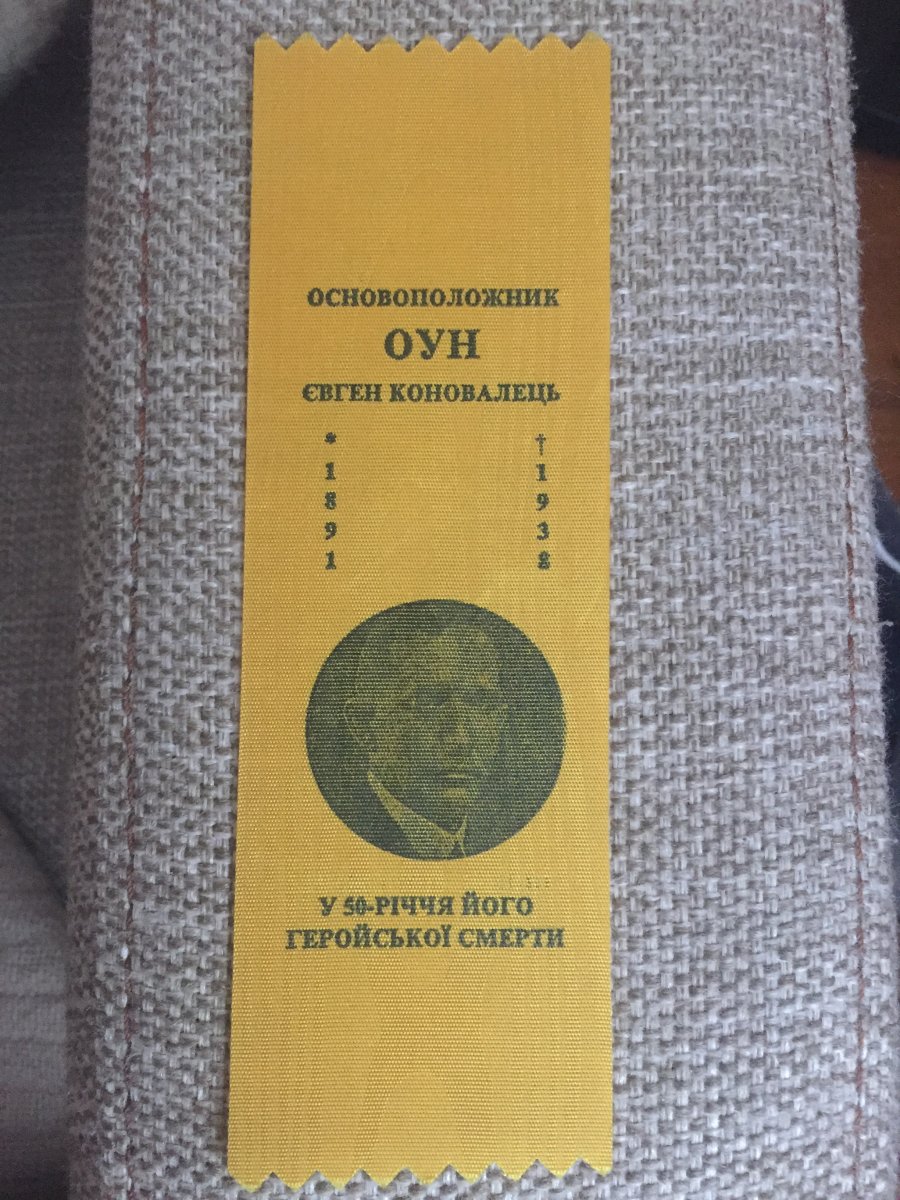 ОСНОВОПОЛОЖНИК
ОУН
ЄВГЕН КОНОВАЛЕЦЬ
* †
1 1
8 9
9 3
1 8
У 50-РІЧЧЯ ЙОГО
ГЕРОЙСЬКОЇ СМЕРТИ